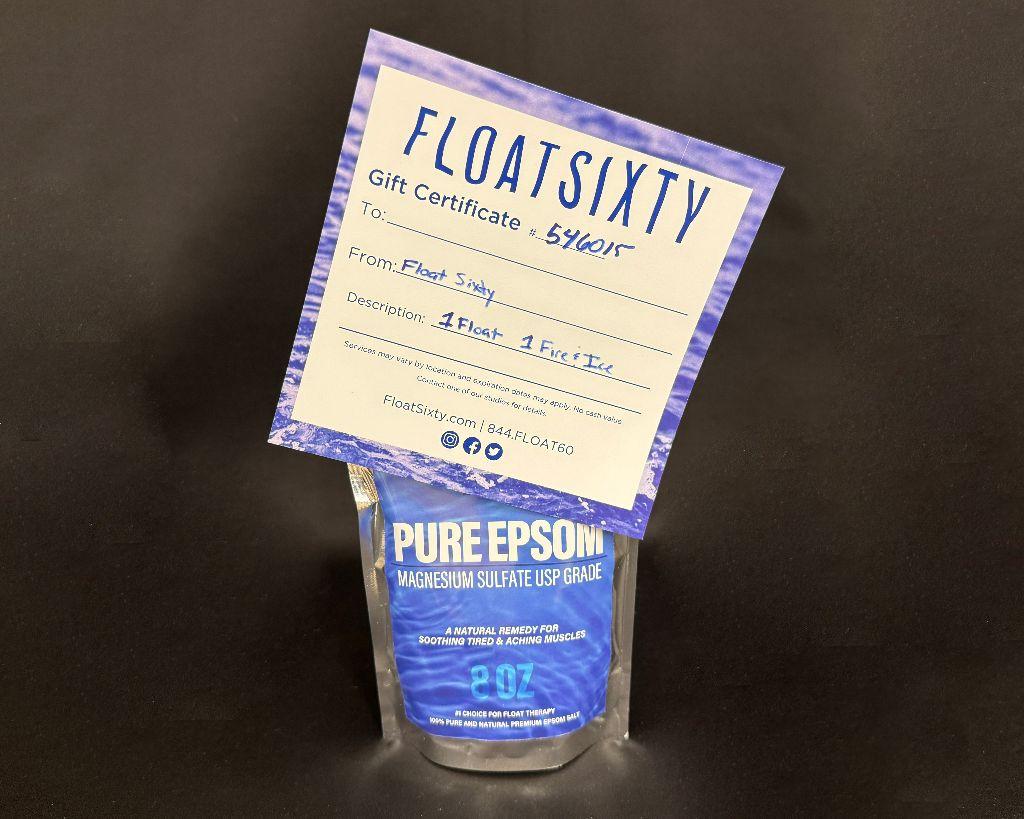 FLOATSIXTY
Gift Certificate #. 546015
To:
From: Float Sixty
Description: 1 Float 1 Fire & Ice
Services may vary by location and expiration dates may apply. No cash value
Contact one of our studios for details.
FloatSixty.com | 844.FLOAT60
PURE EPSOM
MAGNESIUM SULFATE USP GRADE
A NATURAL REMEDY FOR
SOOTHING TIRED & ACHING MUSCLES
8 OZ
#1 CHOICE FOR FLOAT THERAPY
100% PURE AND NATURAL PREMIUM EPSOM SALT